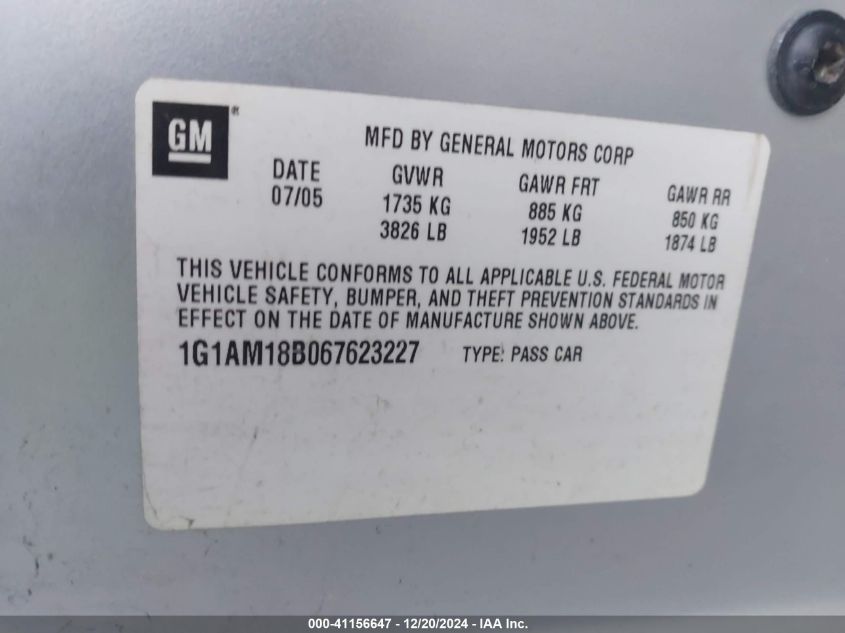 GM®
MFD BY GENERAL MOTORS CORP
DATE GVWR GAWR FRT GAWR RR
07/05 1735 KG 885 KG 850 KG
3826 LB 1952 LB 1874 LB
THIS VEHICLE CONFORMS TO ALL APPLICABLE U.S. FEDERAL MOTOR
VEHICLE SAFETY, BUMPER, AND THEFT PREVENTION STANDARDS IN
EFFECT ON THE DATE OF MANUFACTURE SHOWN ABOVE.
1G1AM18B067623227 TYPE: PASS CAR
000-41156647 - 12/20/2024 - IAA Inc.